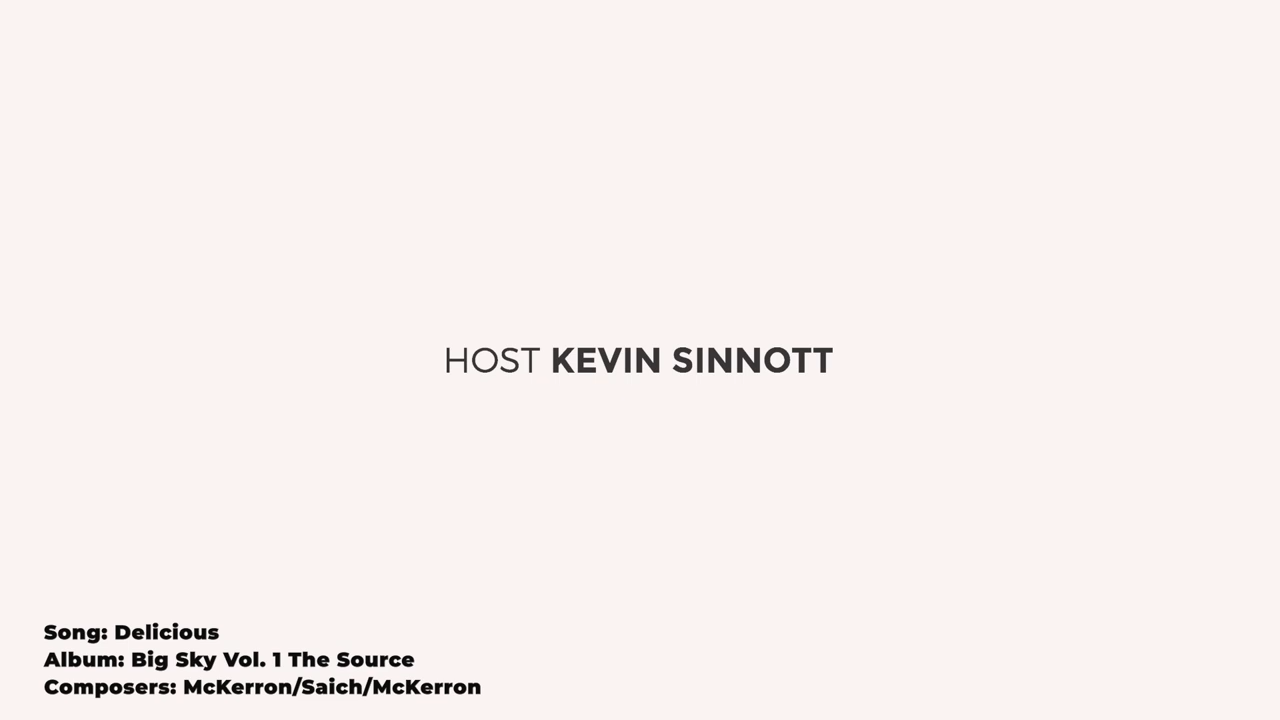 HOST KEVIN SINNOTT
Song: Delicious
Album: Big Sky Vol. 1 The Source
Composers: McKerron/Saich/McKerron